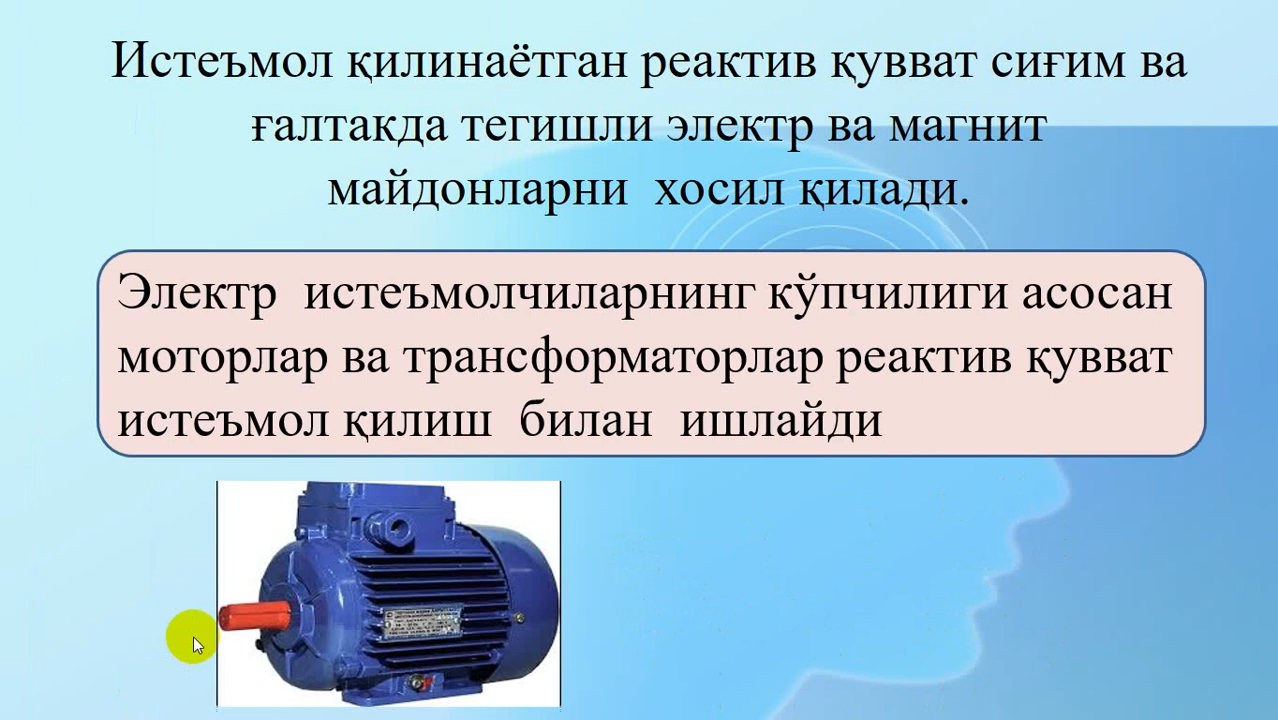 Истеъмол қилинаётган реактив қувват сиғим ва
ғалтакда тегишли электр ва магнит
майдонларни хосил қилади.
Электр истеъмолчиларнинг кўпчилиги асосан
моторлар ва трансформаторлар реактив қувват
истеъмол қилиш билан ишлайди